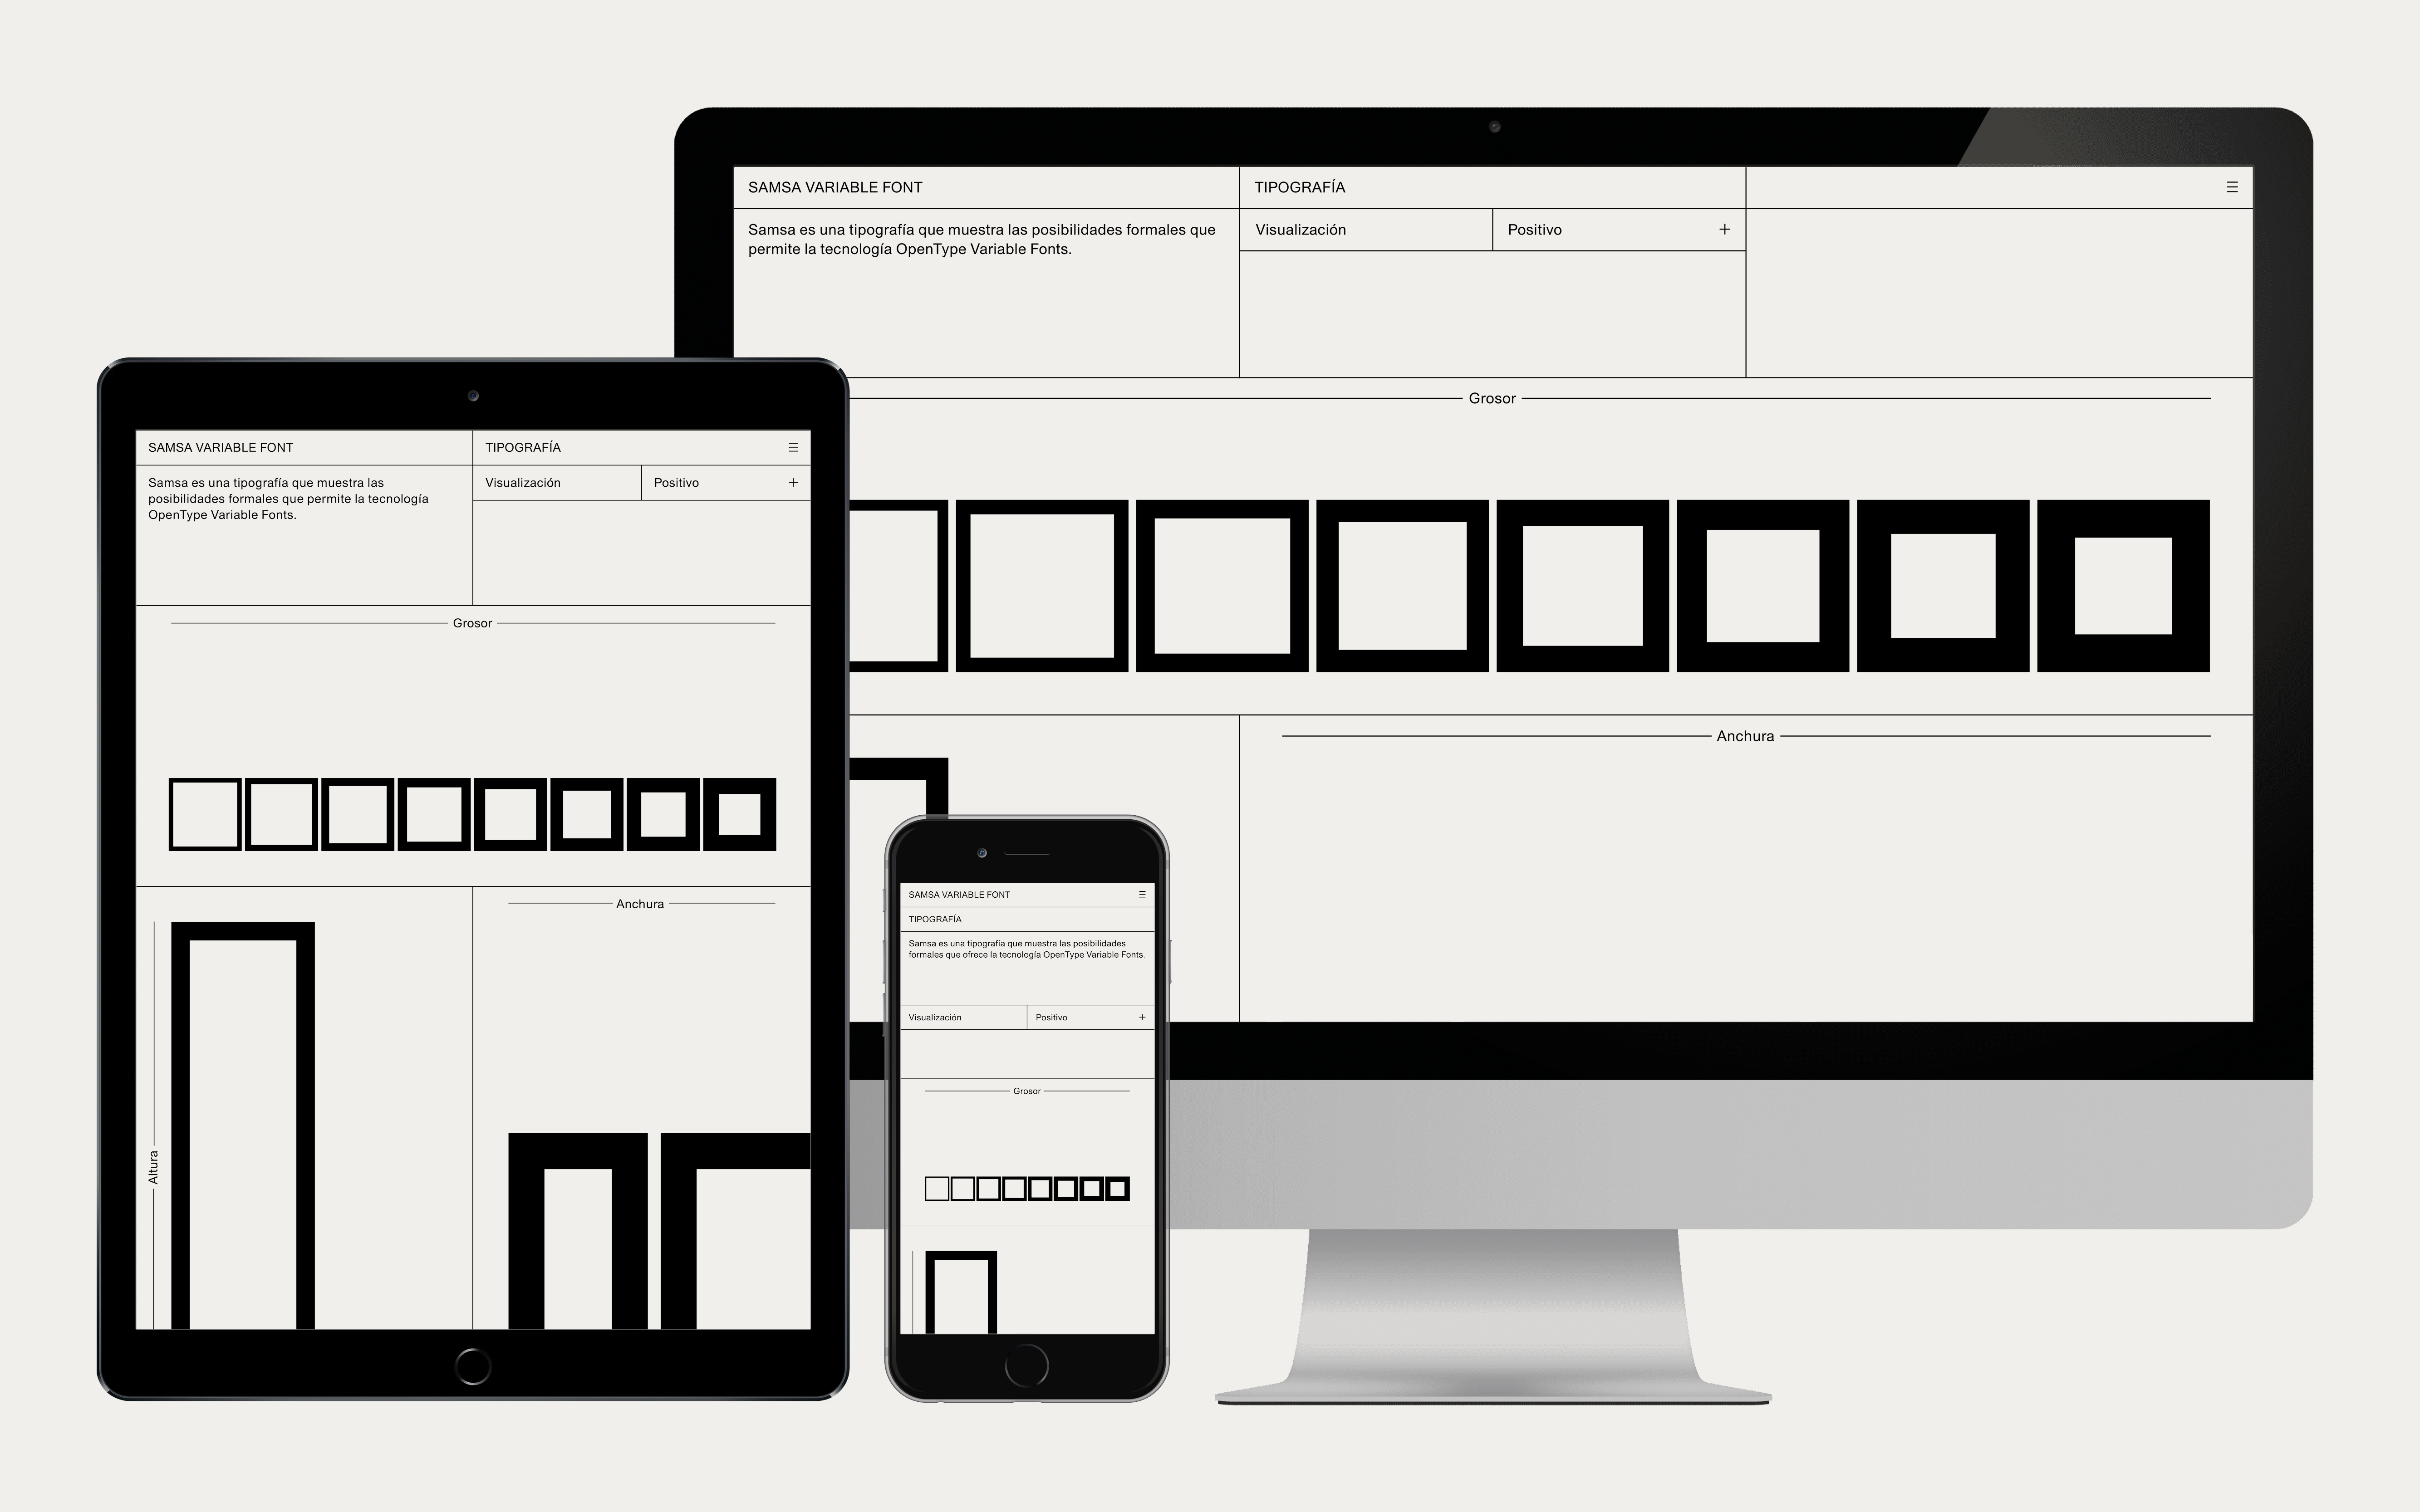 SAMSA VARIABLE FONT
TIPOGRAFÍA
Samsa es una tipografía que muestra las posibilidades formales que
permite la tecnología OpenType Variable Fonts.
Visualización
Positivo
Grosor
Anchura
SAMSA VARIABLE FONT
TIPOGRAFÍA
Samsa es una tipografía que muestra las
posibilidades formales que permite la tecnología
OpenType Variable Fonts.
Visualización
Positivo
Grosor
Altura
Anchura
SAMSA VARIABLE FONT
TIPOGRAFÍA
Samsa es una tipografía que muestra las posibilidades
formales que ofrece la tecnología OpenType Variable Fonts.
Visualización
Positivo
Grosor